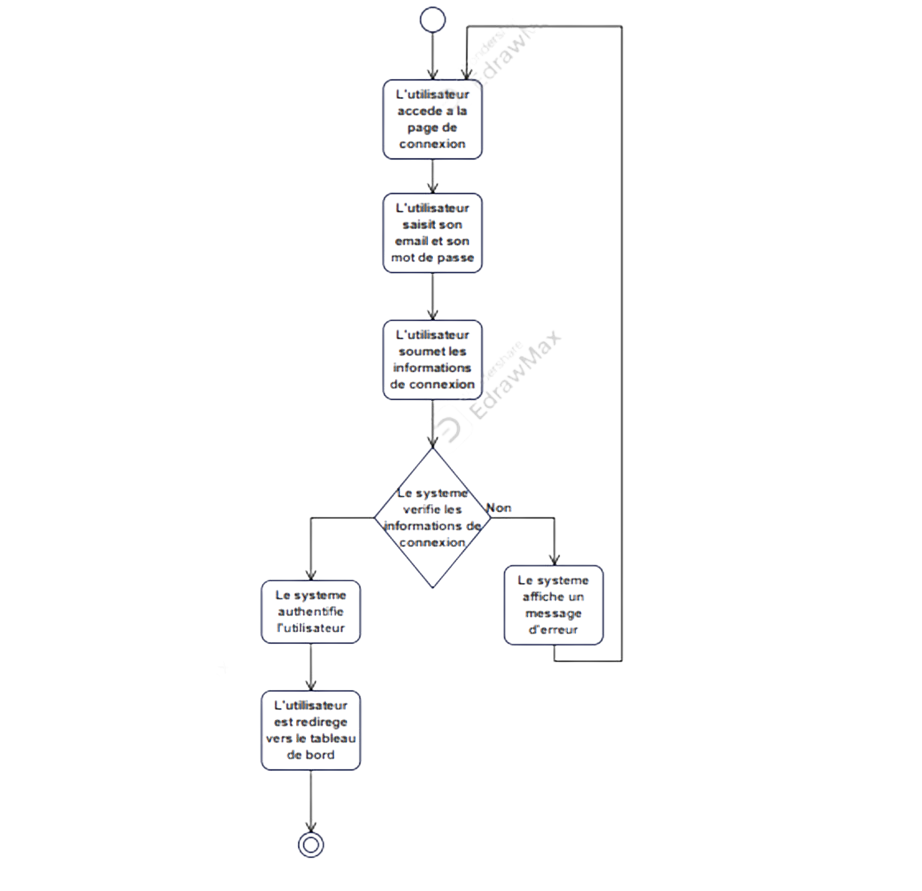 L'utilisateur
accede a la
page de
connexion
L'utilisateur
saisit son
email et son
mot de passe
L'utilisateur
soumet les
informations
de connexion
Le systeme
verifie les
informations de
connexion
Non
Le systeme
authentifie
l'utilisateur
Le systeme
affiche un
message
d'erreur
L'utilisateur
est redirege
vers le tableau
de bord
EdrawMax